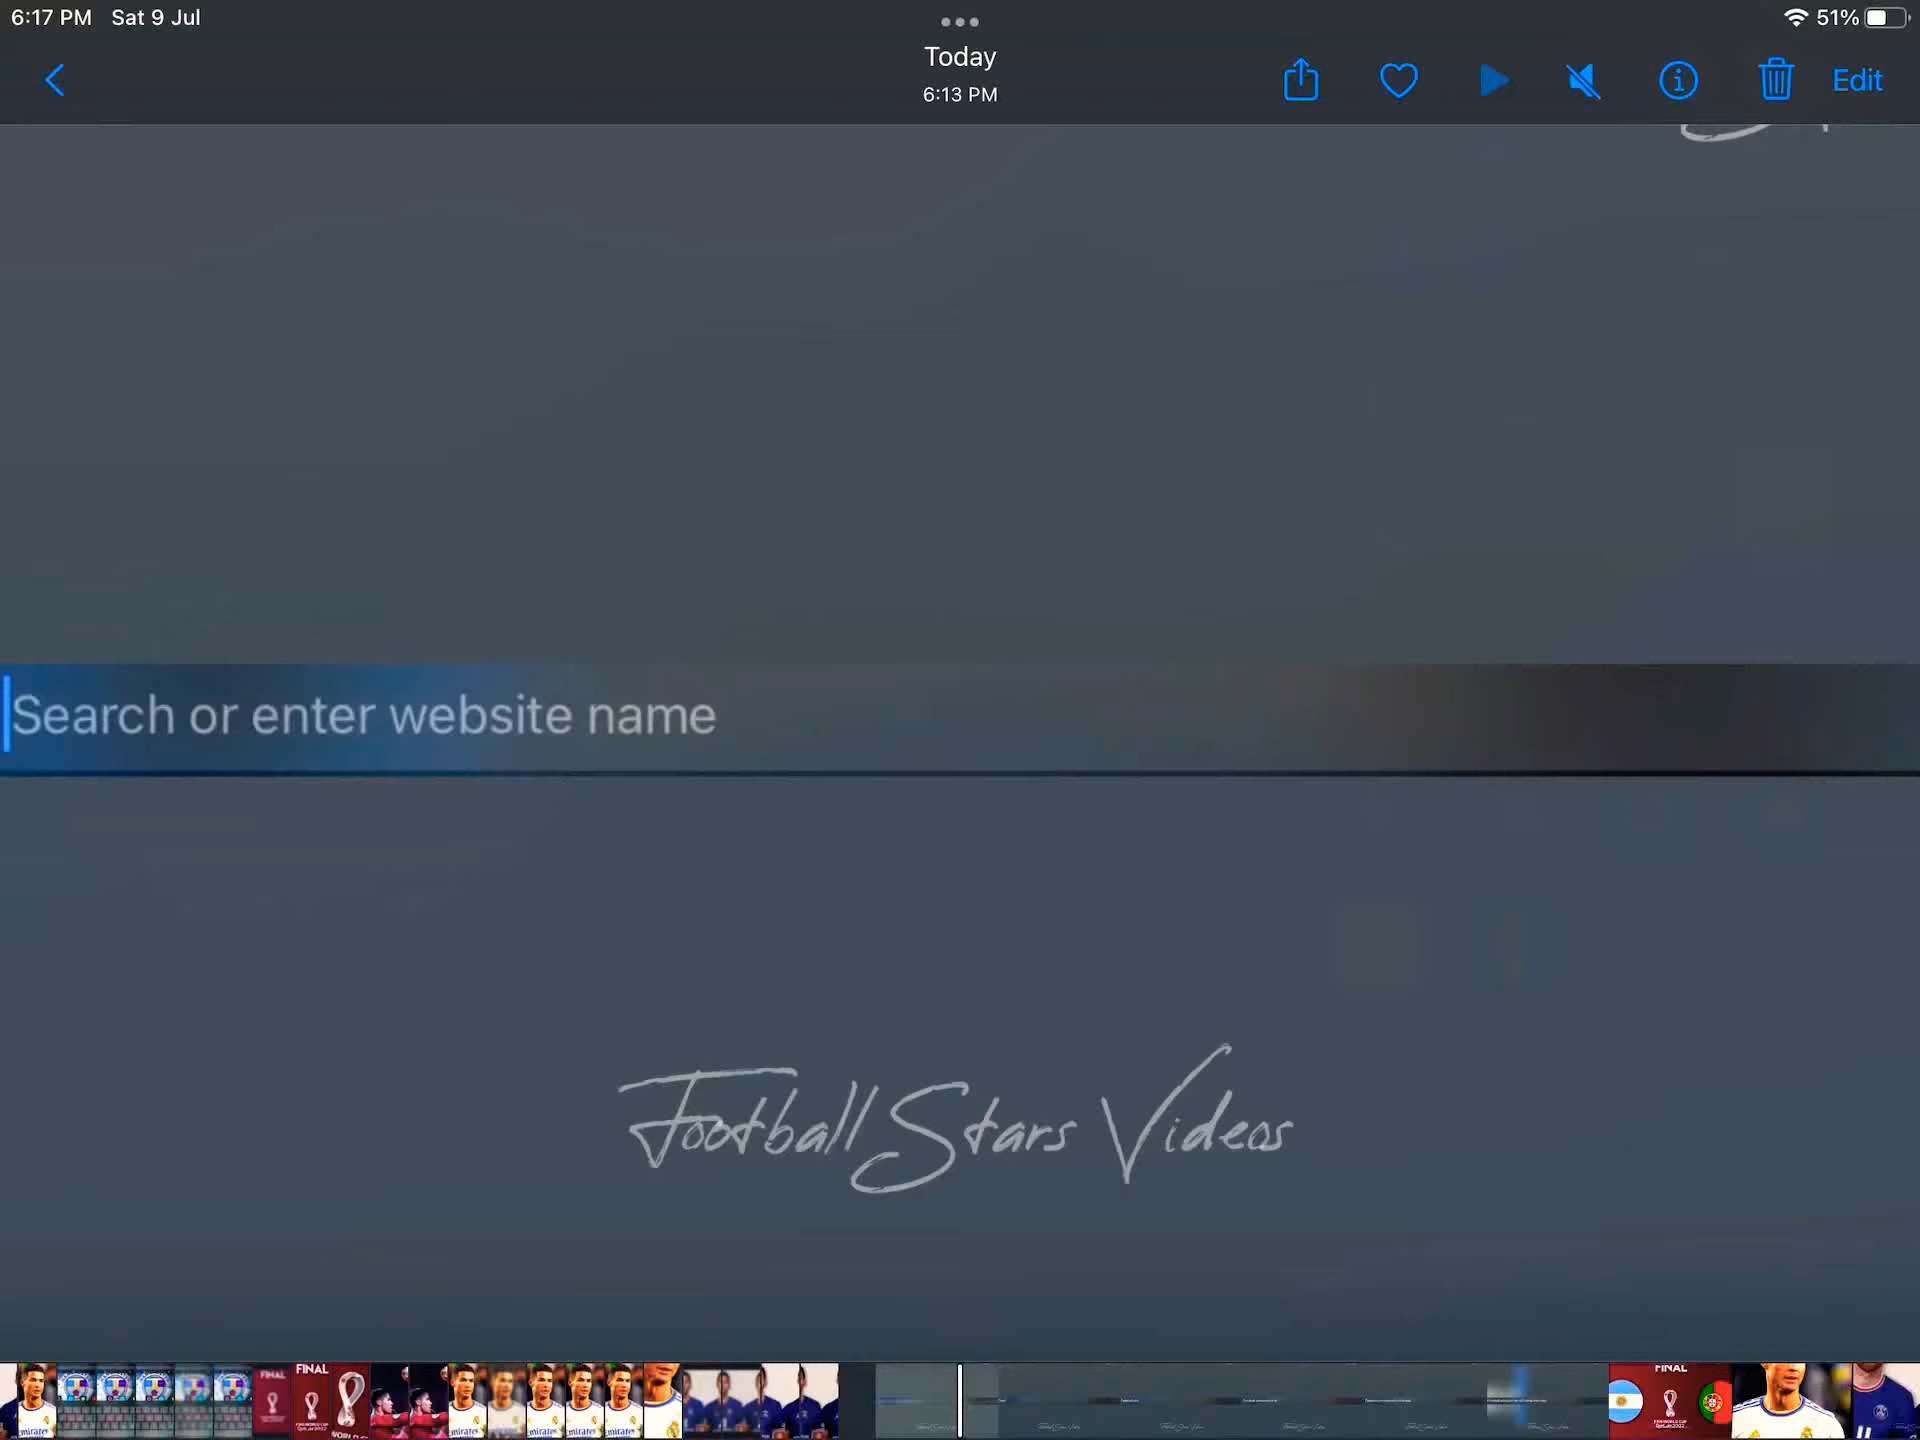 6:17 PM Sat 9 Jul
51%
Today
6:13 PM
Edit
Search or enter website name
Football Stars Videos
FINAL
FINAL
FINAL